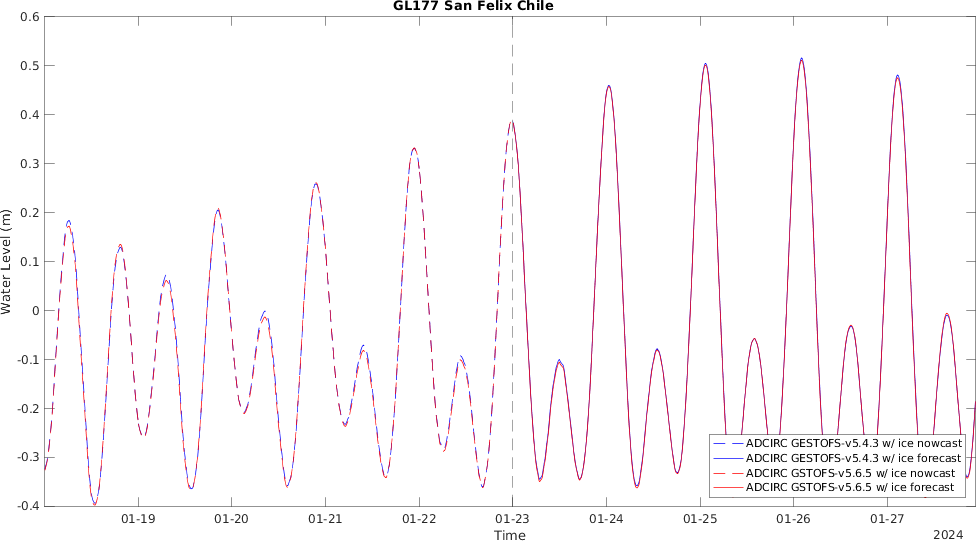 GL177 San Felix Chile
0.6
0.5
0.4
0.3
0.2
0.1
0
-0.1
-0.2
-0.3
-0.4
Water Level (m)
ADCIRC GESTOFS-v5.4.3 w/ ice nowcast
ADCIRC GESTOFS-v5.4.3 w/ ice forecast
ADCIRC GSTOFS-v5.6.5 w/ ice nowcast
ADCIRC GSTOFS-v5.6.5 w/ ice forecast
01-19 01-20 01-21 01-22 01-23 01-24 01-25 01-26 01-27
Time
2024